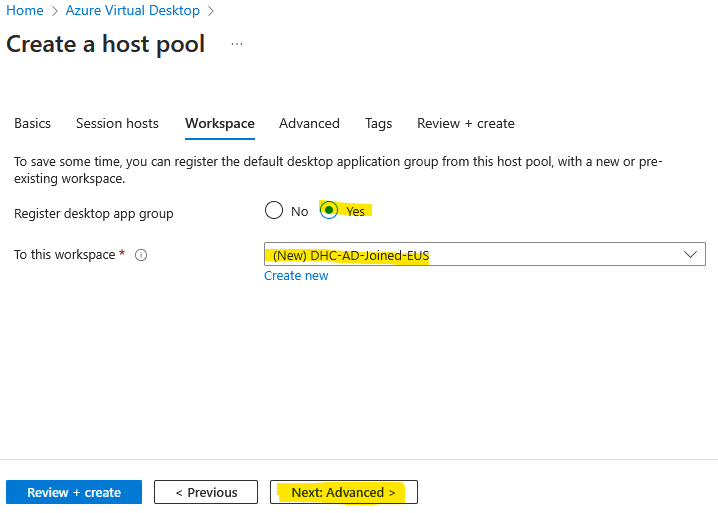 Home > Azure Virtual Desktop >
Create a host pool ...
Basics Session hosts Workspace Advanced Tags Review + create
To save some time, you can register the default desktop application group from this host pool, with a new or pre-
existing workspace.
Register desktop app group No Yes
To this workspace * (New) DHC-AD-Joined-EUS
Create new
Review + create < Previous Next: Advanced >